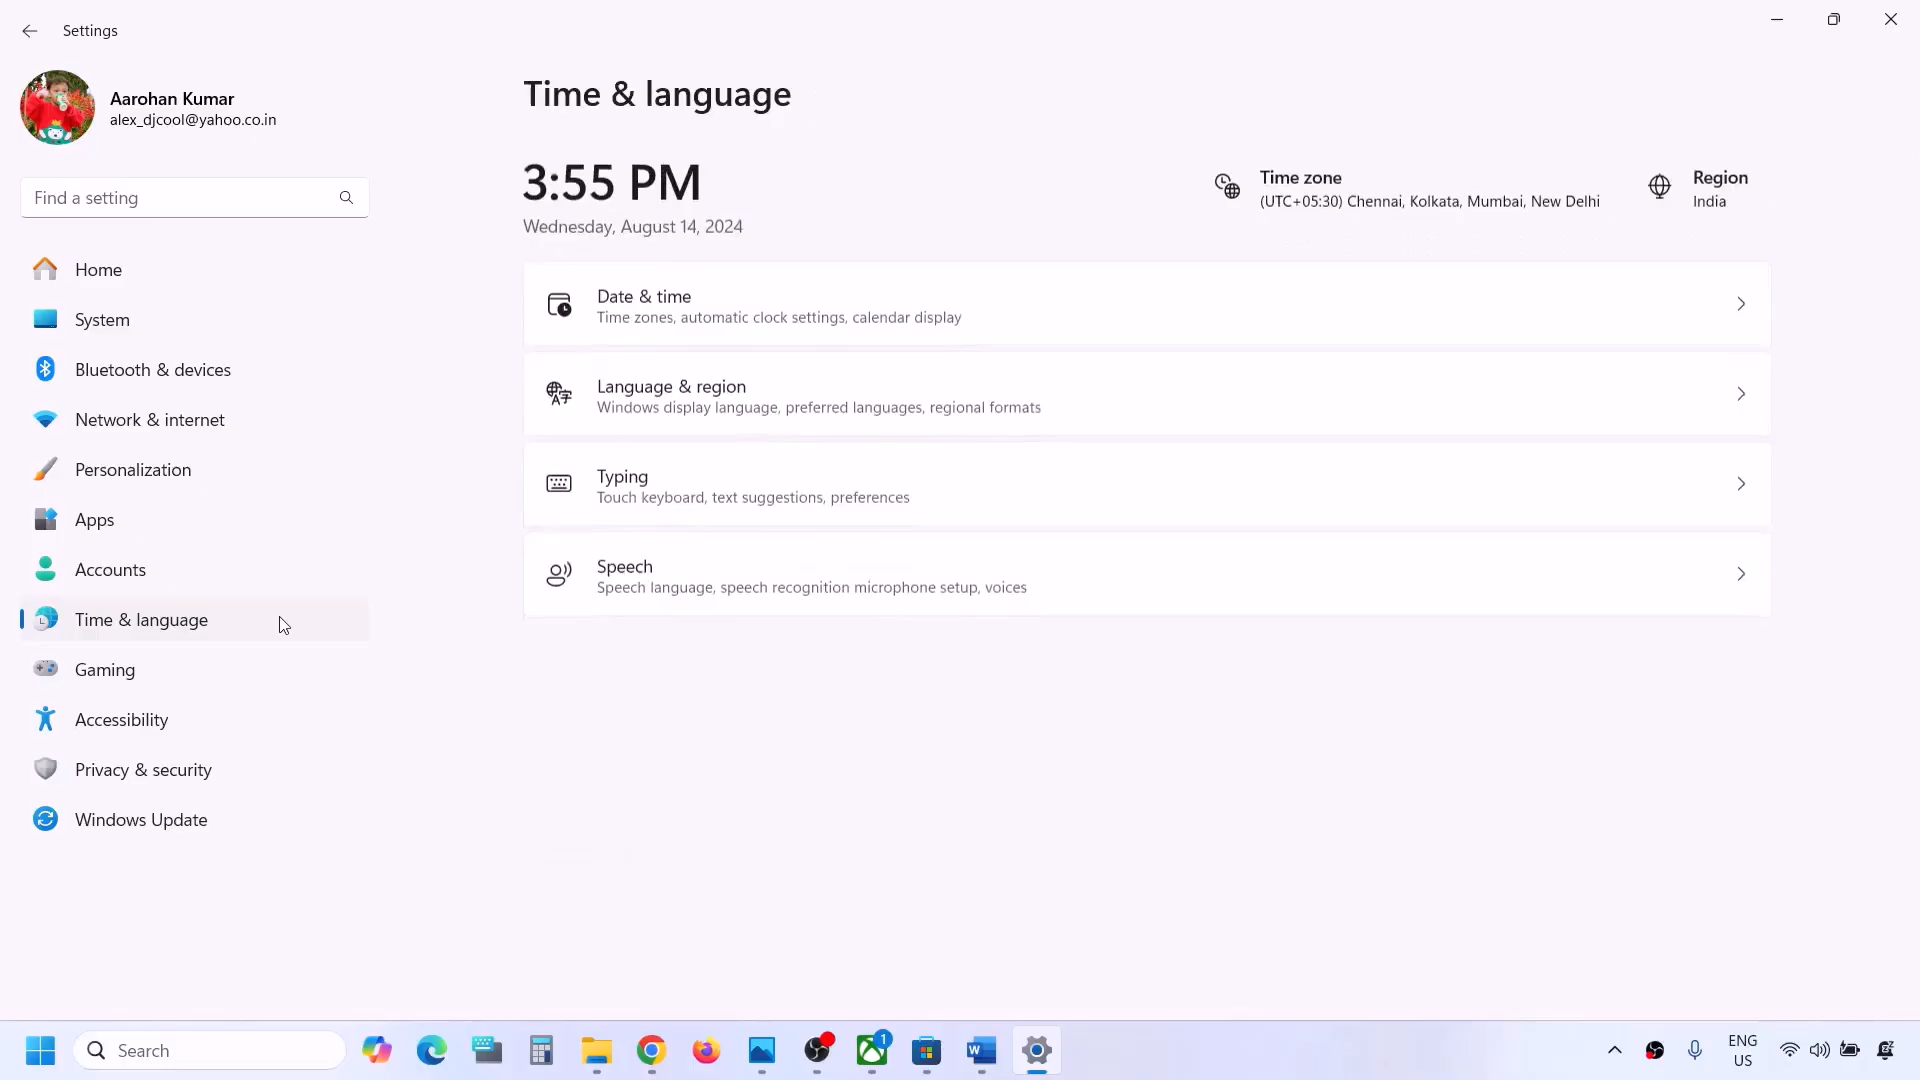 Settings
Aarohan Kumar
alex_djcool@yahoo.co.in
Find a setting
Home
System
Bluetooth & devices
Network & internet
Personalization
Apps
Accounts
Time & language
Gaming
Accessibility
Privacy & security
Windows Update
Time & language
3:55 PM
Wednesday, August 14, 2024
Time zone
(UTC+05:30) Chennai, Kolkata, Mumbai, New Delhi
Region
India
Date & time
Time zones, automatic clock settings, calendar display
Language & region
Windows display language, preferred languages, regional formats
Typing
Touch keyboard, text suggestions, preferences
Speech
Speech language, speech recognition microphone setup, voices
Search
1
ENG
US